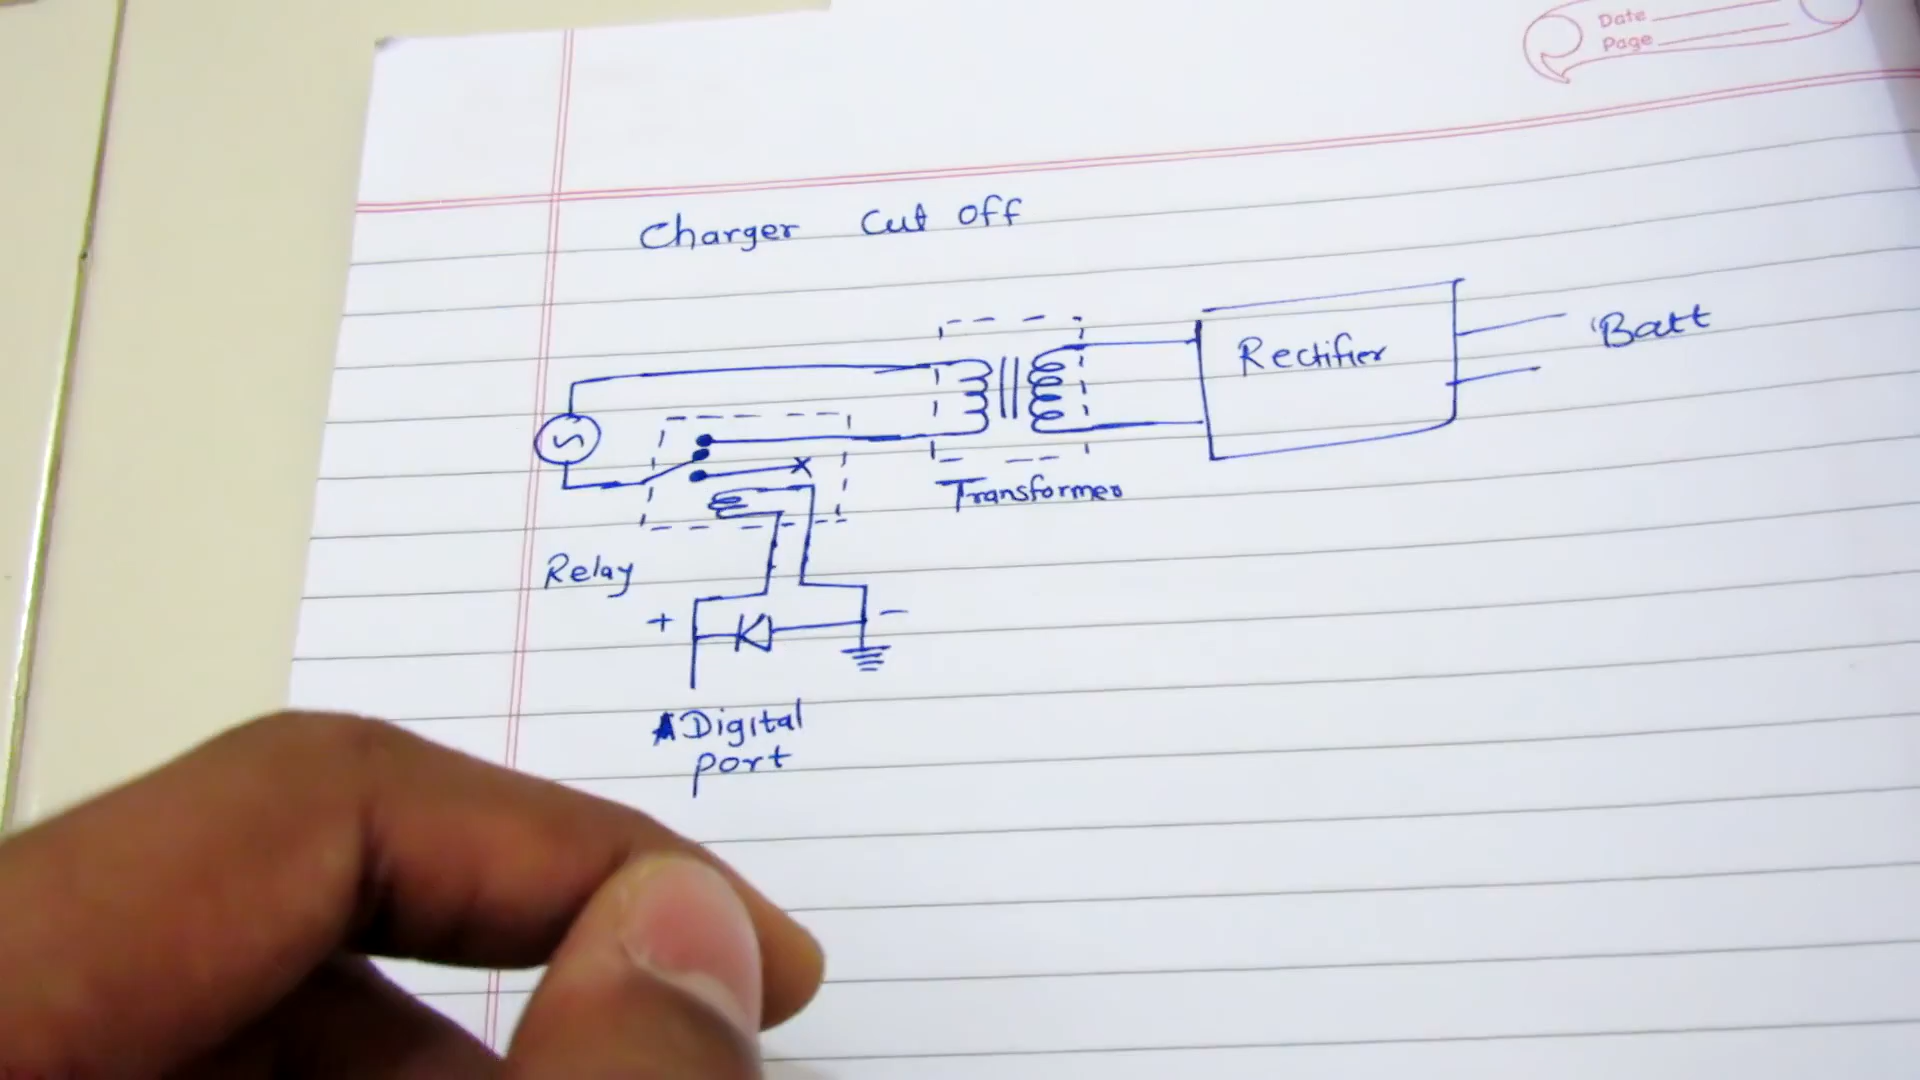 Date
Page
Charger Cut off
Rectifier
Batt
Transformer
Relay
+
-
Digital
port